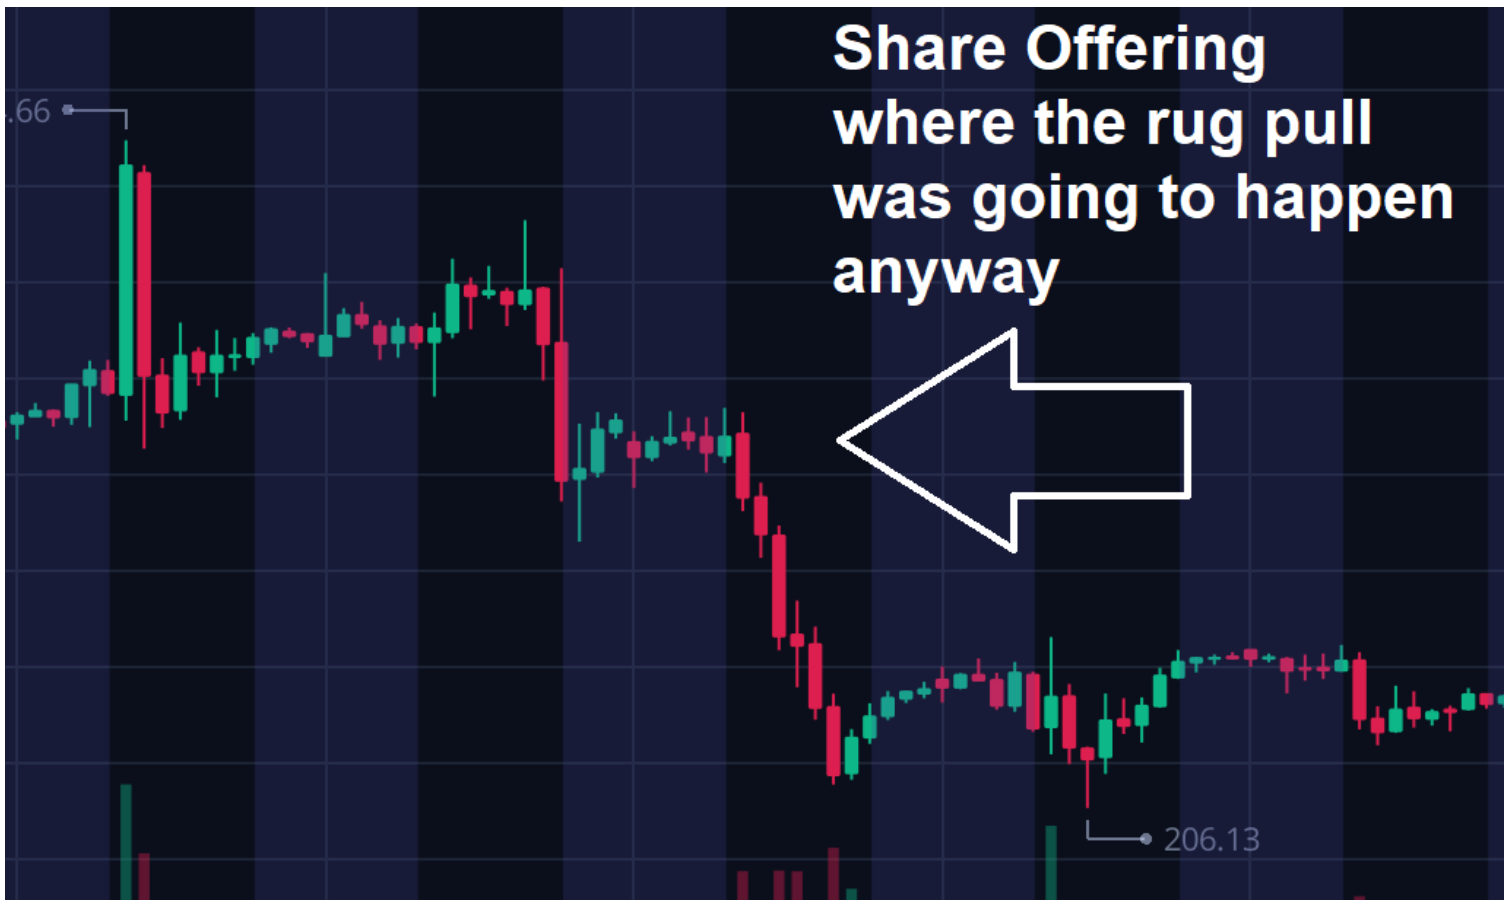 Share Offering
.66
where the rug pull
was going to happen
anyway
206.13